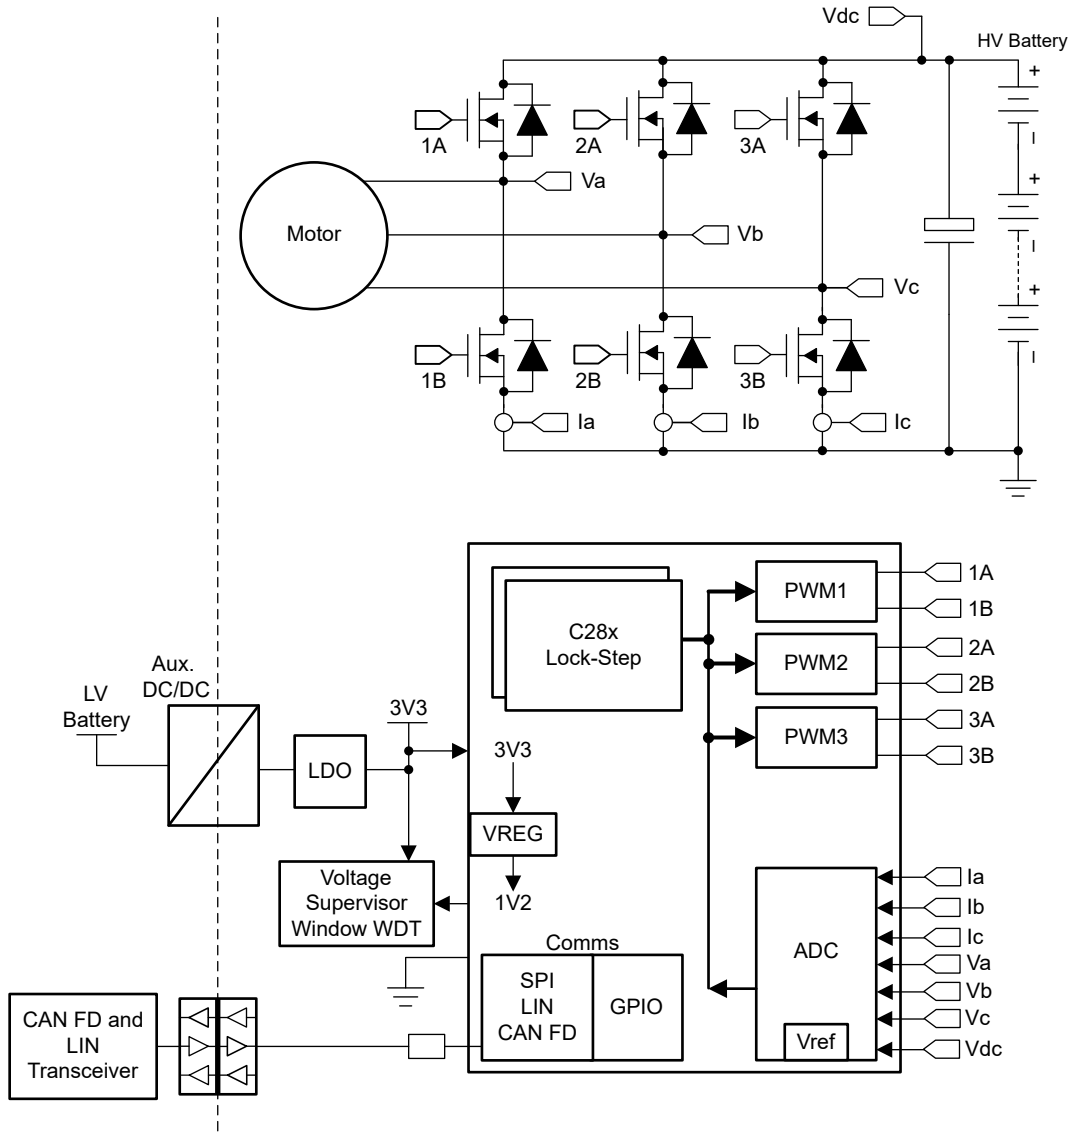 Vdc
HV Battery
+
1A
2A
3A
–
Va
+
Motor
Vb
–
+
Vc
–
1B
2B
3B
Ia
Ib
Ic
C28x
Lock-Step
PWM1
1A
1B
PWM2
2A
2B
PWM3
3A
3B
Aux.
DC/DC
LV
Battery
3V3
LDO
3V3
VREG
1V2
Voltage
Supervisor
Window WDT
Comms
SPI
LIN
CAN FD
GPIO
ADC
Vref
Ia
Ib
Ic
Va
Vb
Vc
Vdc
CAN FD and
LIN
Transceiver